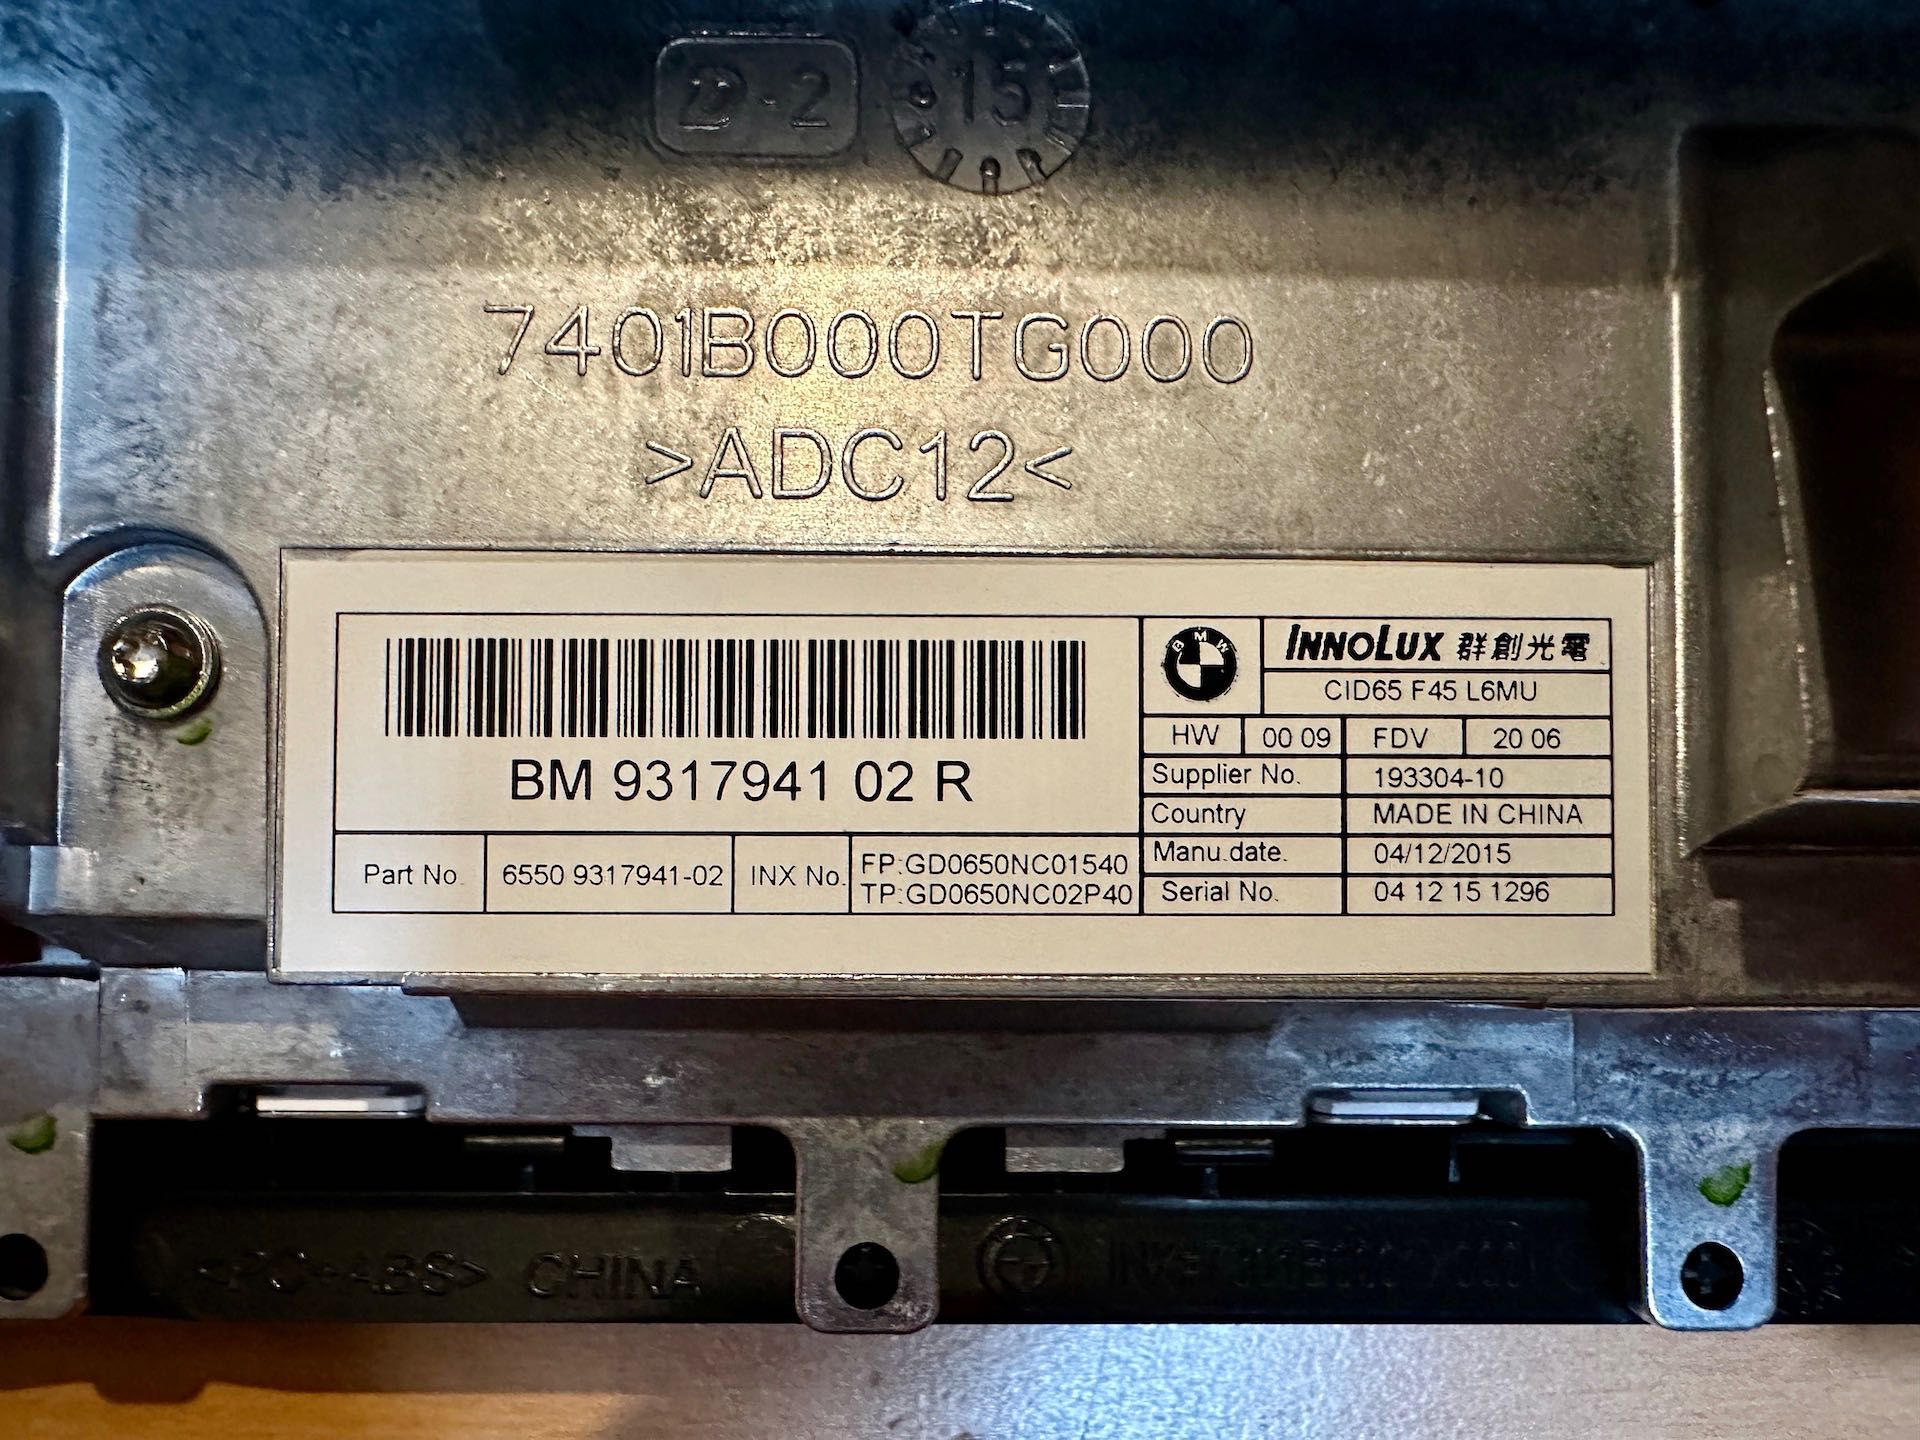 2D-2
15
7401B000TG000
>ADC12<
BM 9317941 02 R
Part No.
6550 9317941-02
INX No.
FP:GD0650NC01540
TP:GD0650NC02P40
BMW
INNOLUX 群創光電
CID65 F45 L6MU
HW
00 09
FDV
20 06
Supplier No.
193304-10
Country
MADE IN CHINA
Manu.date.
04/12/2015
Serial No.
04 12 15 1296
<PC+ABS> CHINA